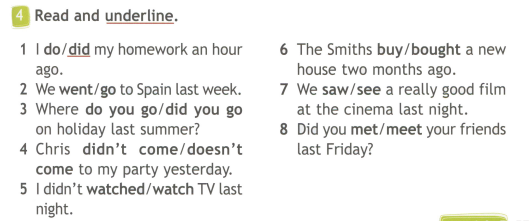 4 Read and underline.
1 I do/did my homework an hour
ago.
2 We went/go to Spain last week.
3 Where do you go/did you go
on holiday last summer?
4 Chris didn't come/doesn't
come to my party yesterday.
5 I didn't watched/watch TV last
night.
6 The Smiths buy/bought a new
house two months ago.
7 We saw/see a really good film
at the cinema last night.
8 Did you met/meet your friends
last Friday?